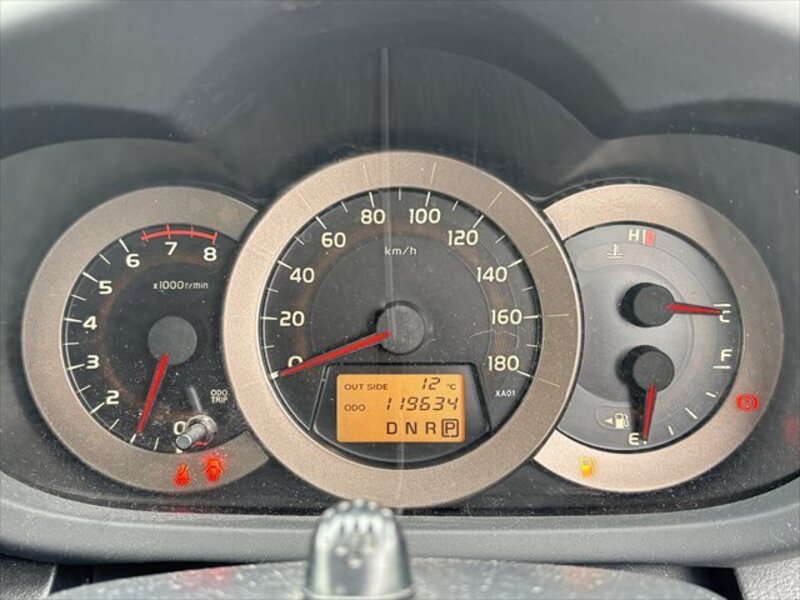 1 2 3 4 5 6 7 8
x1000r/min
ODO
TRIP
0 20 40 60 80 100 120 140 160 180
km/h
OUT SIDE 12 °C
ODO 119634
D N R P
XA01
H
C
F
E